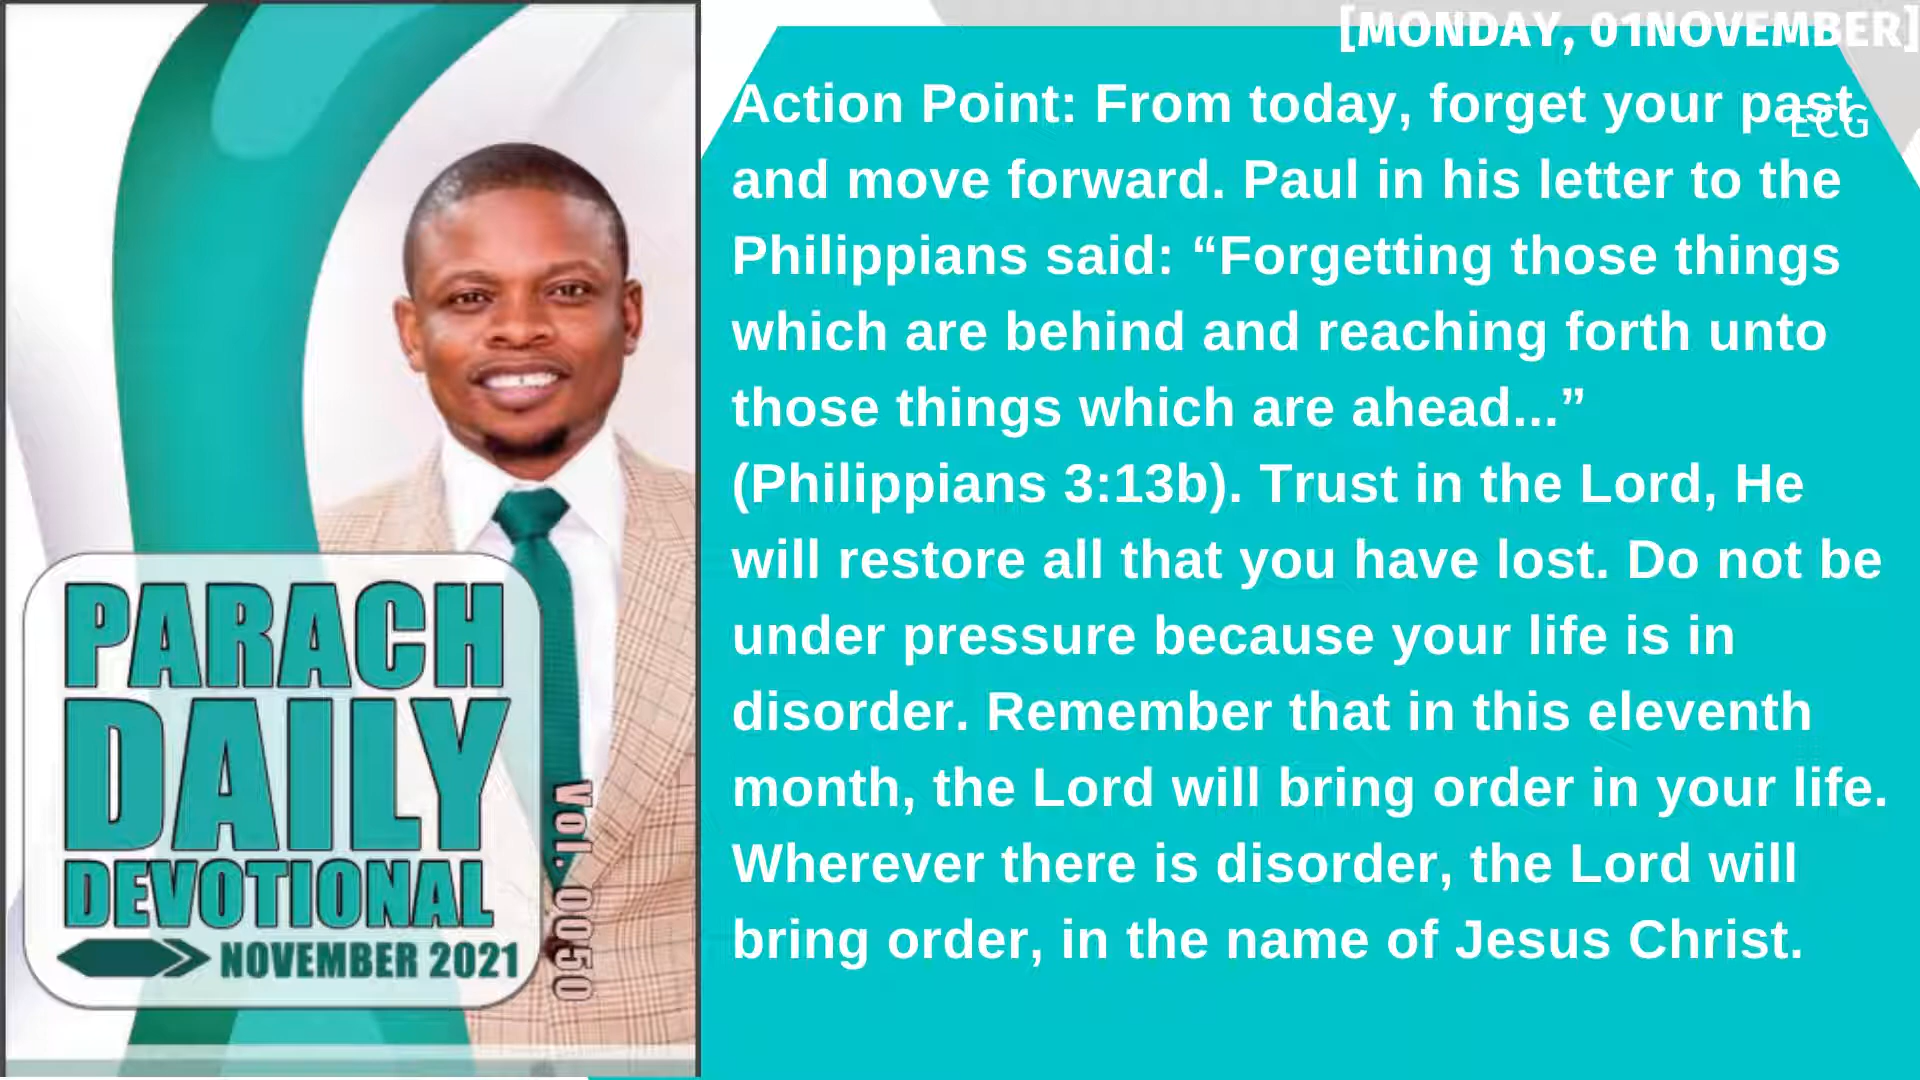 [MONDAY, 01NOVEMBER]
ECG
Action Point: From today, forget your past
and move forward. Paul in his letter to the
Philippians said: “Forgetting those things
which are behind and reaching forth unto
those things which are ahead...”
(Philippians 3:13b). Trust in the Lord, He
will restore all that you have lost. Do not be
under pressure because your life is in
disorder. Remember that in this eleventh
month, the Lord will bring order in your life.
Wherever there is disorder, the Lord will
bring order, in the name of Jesus Christ.
PARACH
DAILY
DEVOTIONAL
NOVEMBER 2021
Vol. 00050